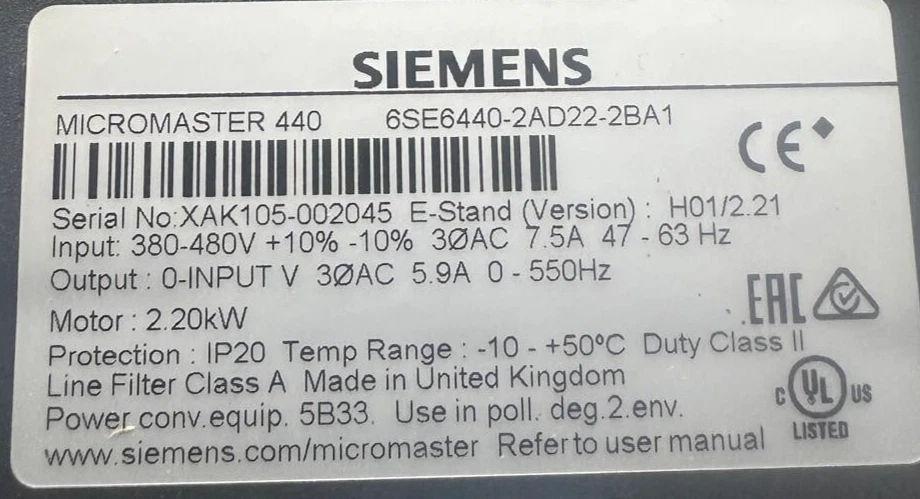 SIEMENS
MICROMASTER 440 6SE6440-2AD22-2BA1
CE
Serial No:XAK105-002045 E-Stand (Version) : H01/2.21
Input: 380-480V +10% -10% 3ØAC 7.5A 47 - 63 Hz
Output : 0-INPUT V 3ØAC 5.9A 0 - 550Hz
EAC
Motor : 2.20kW
Protection : IP20 Temp Range : -10 - +50ºC Duty Class II
Line Filter Class A Made in United Kingdom
C UL US
Power conv.equip. 5B33. Use in poll. deg.2.env.
LISTED
www.siemens.com/micromaster Refer to user manual